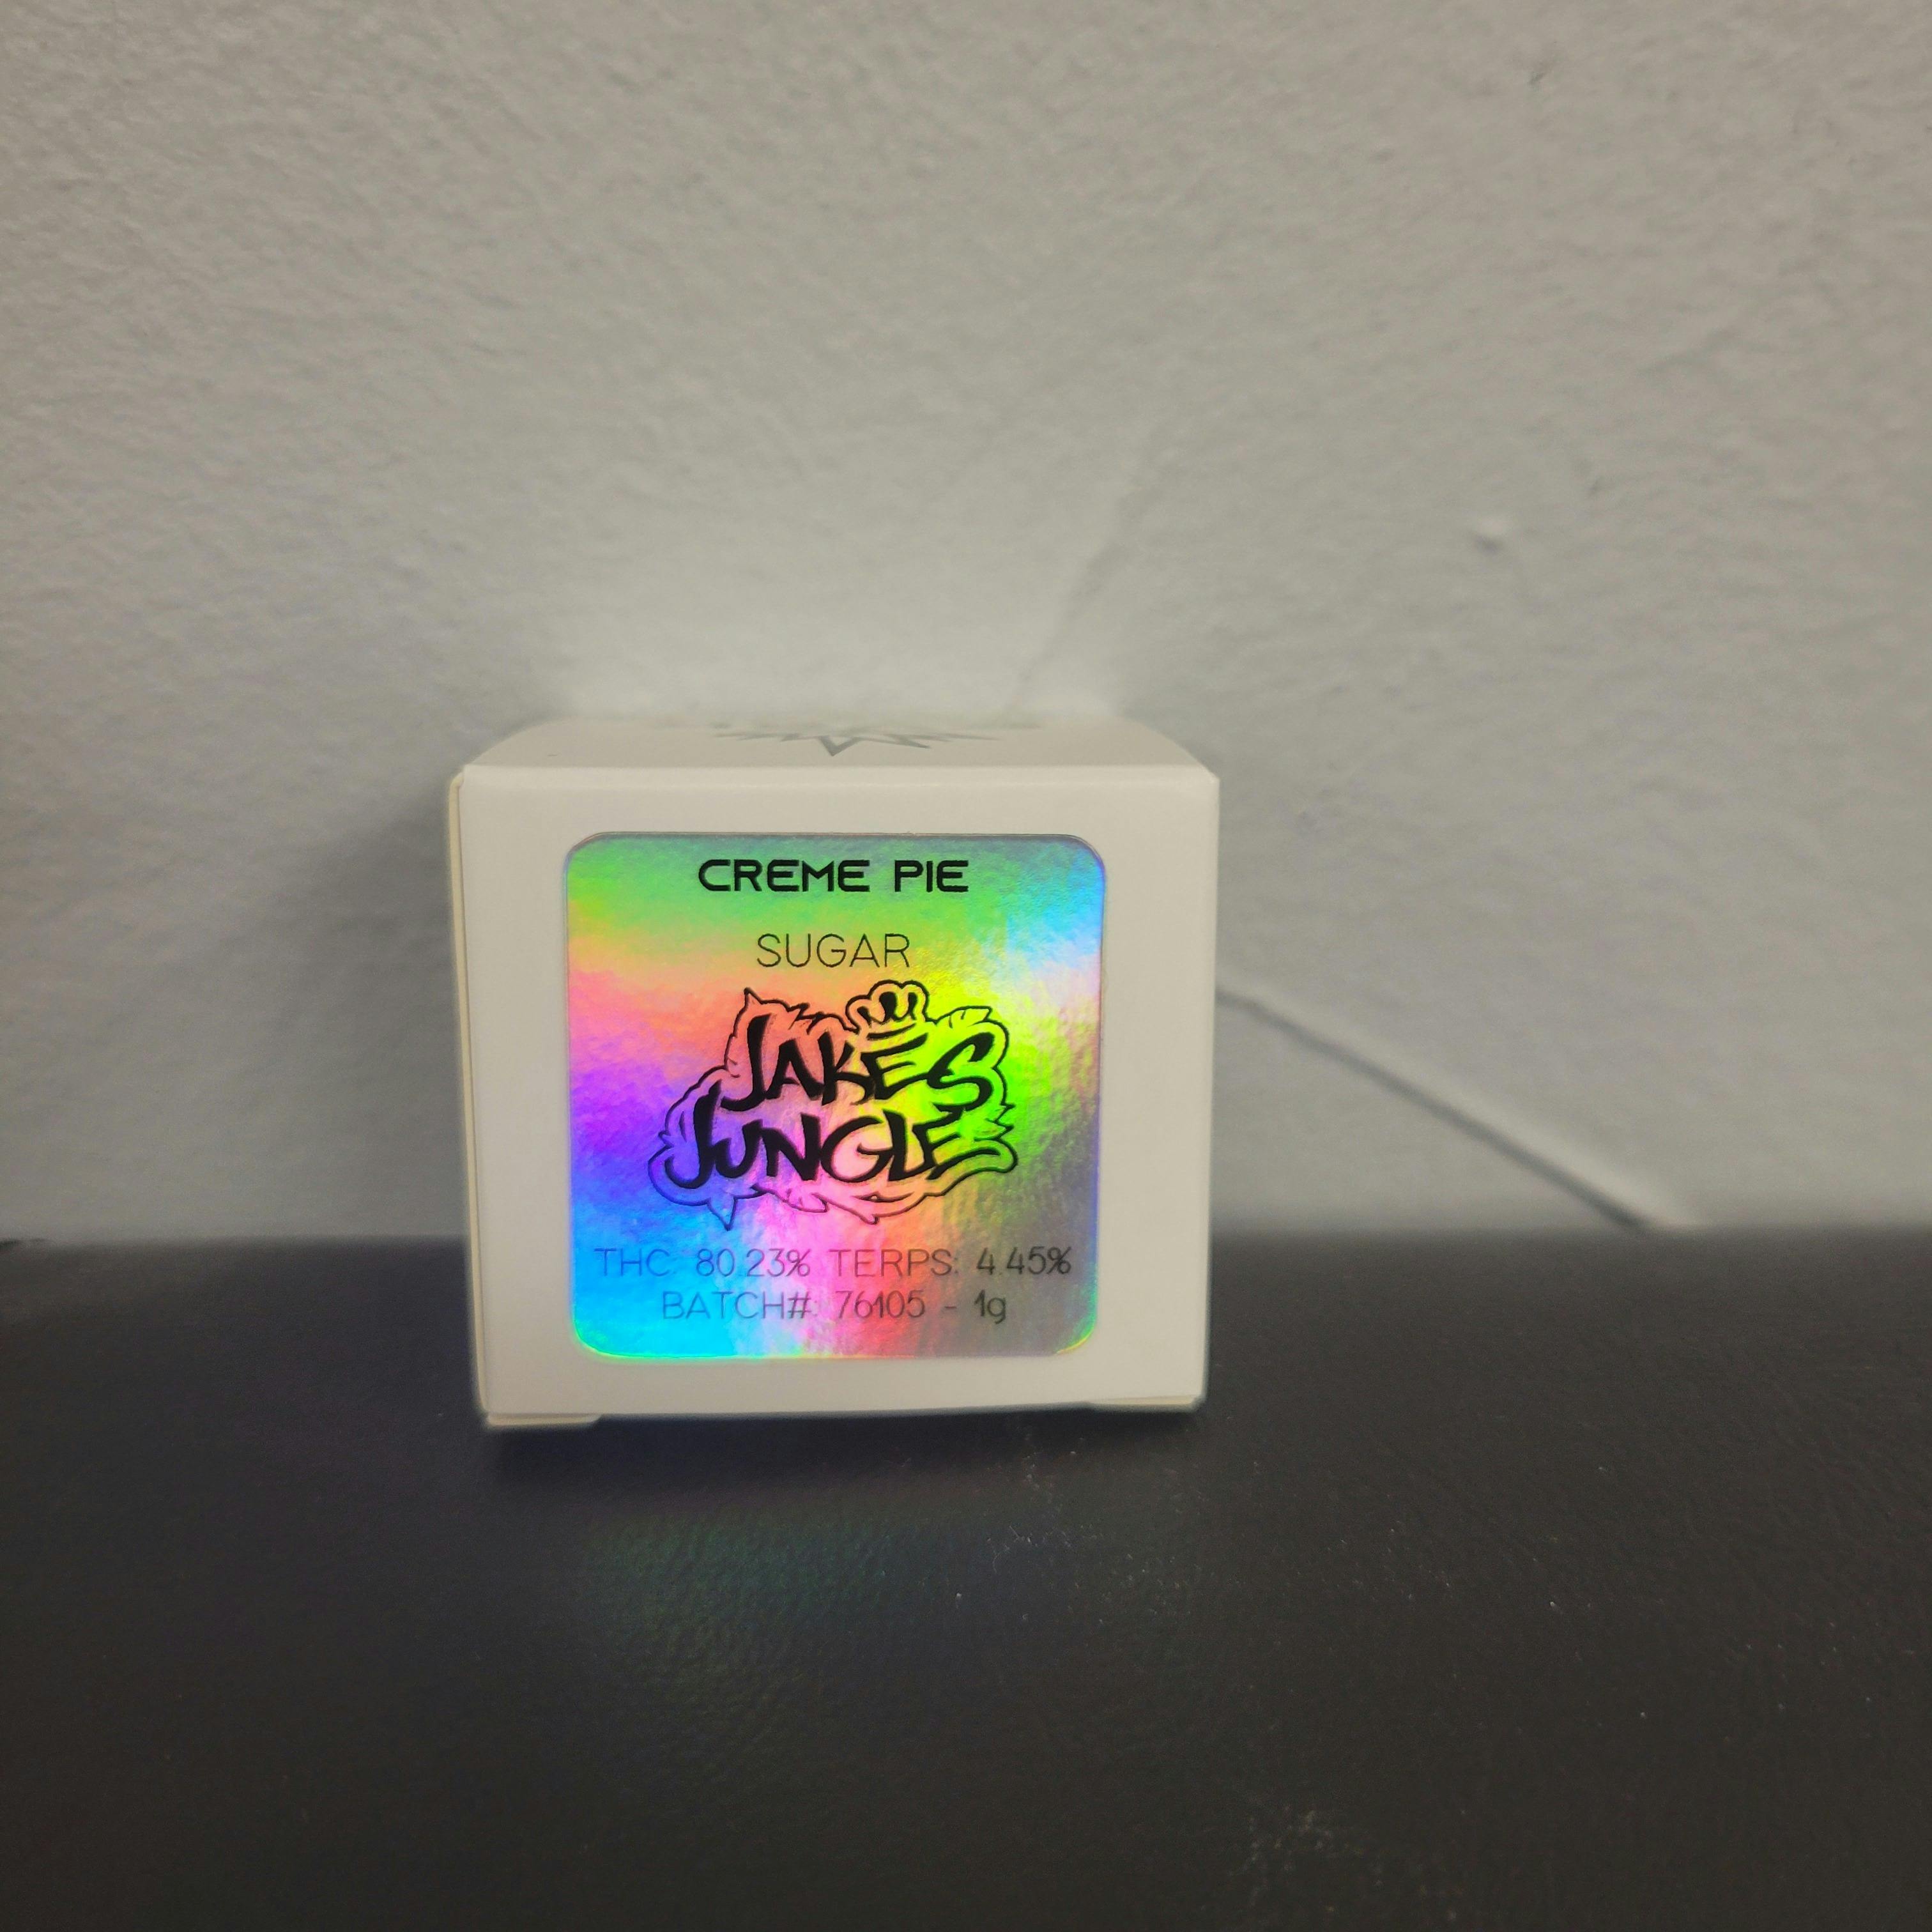 CREME PIE
SUGAR
JAKES
JUNGLE
THC: 80.23% TERPS: 4.45%
BATCH#: 76105 - 1g